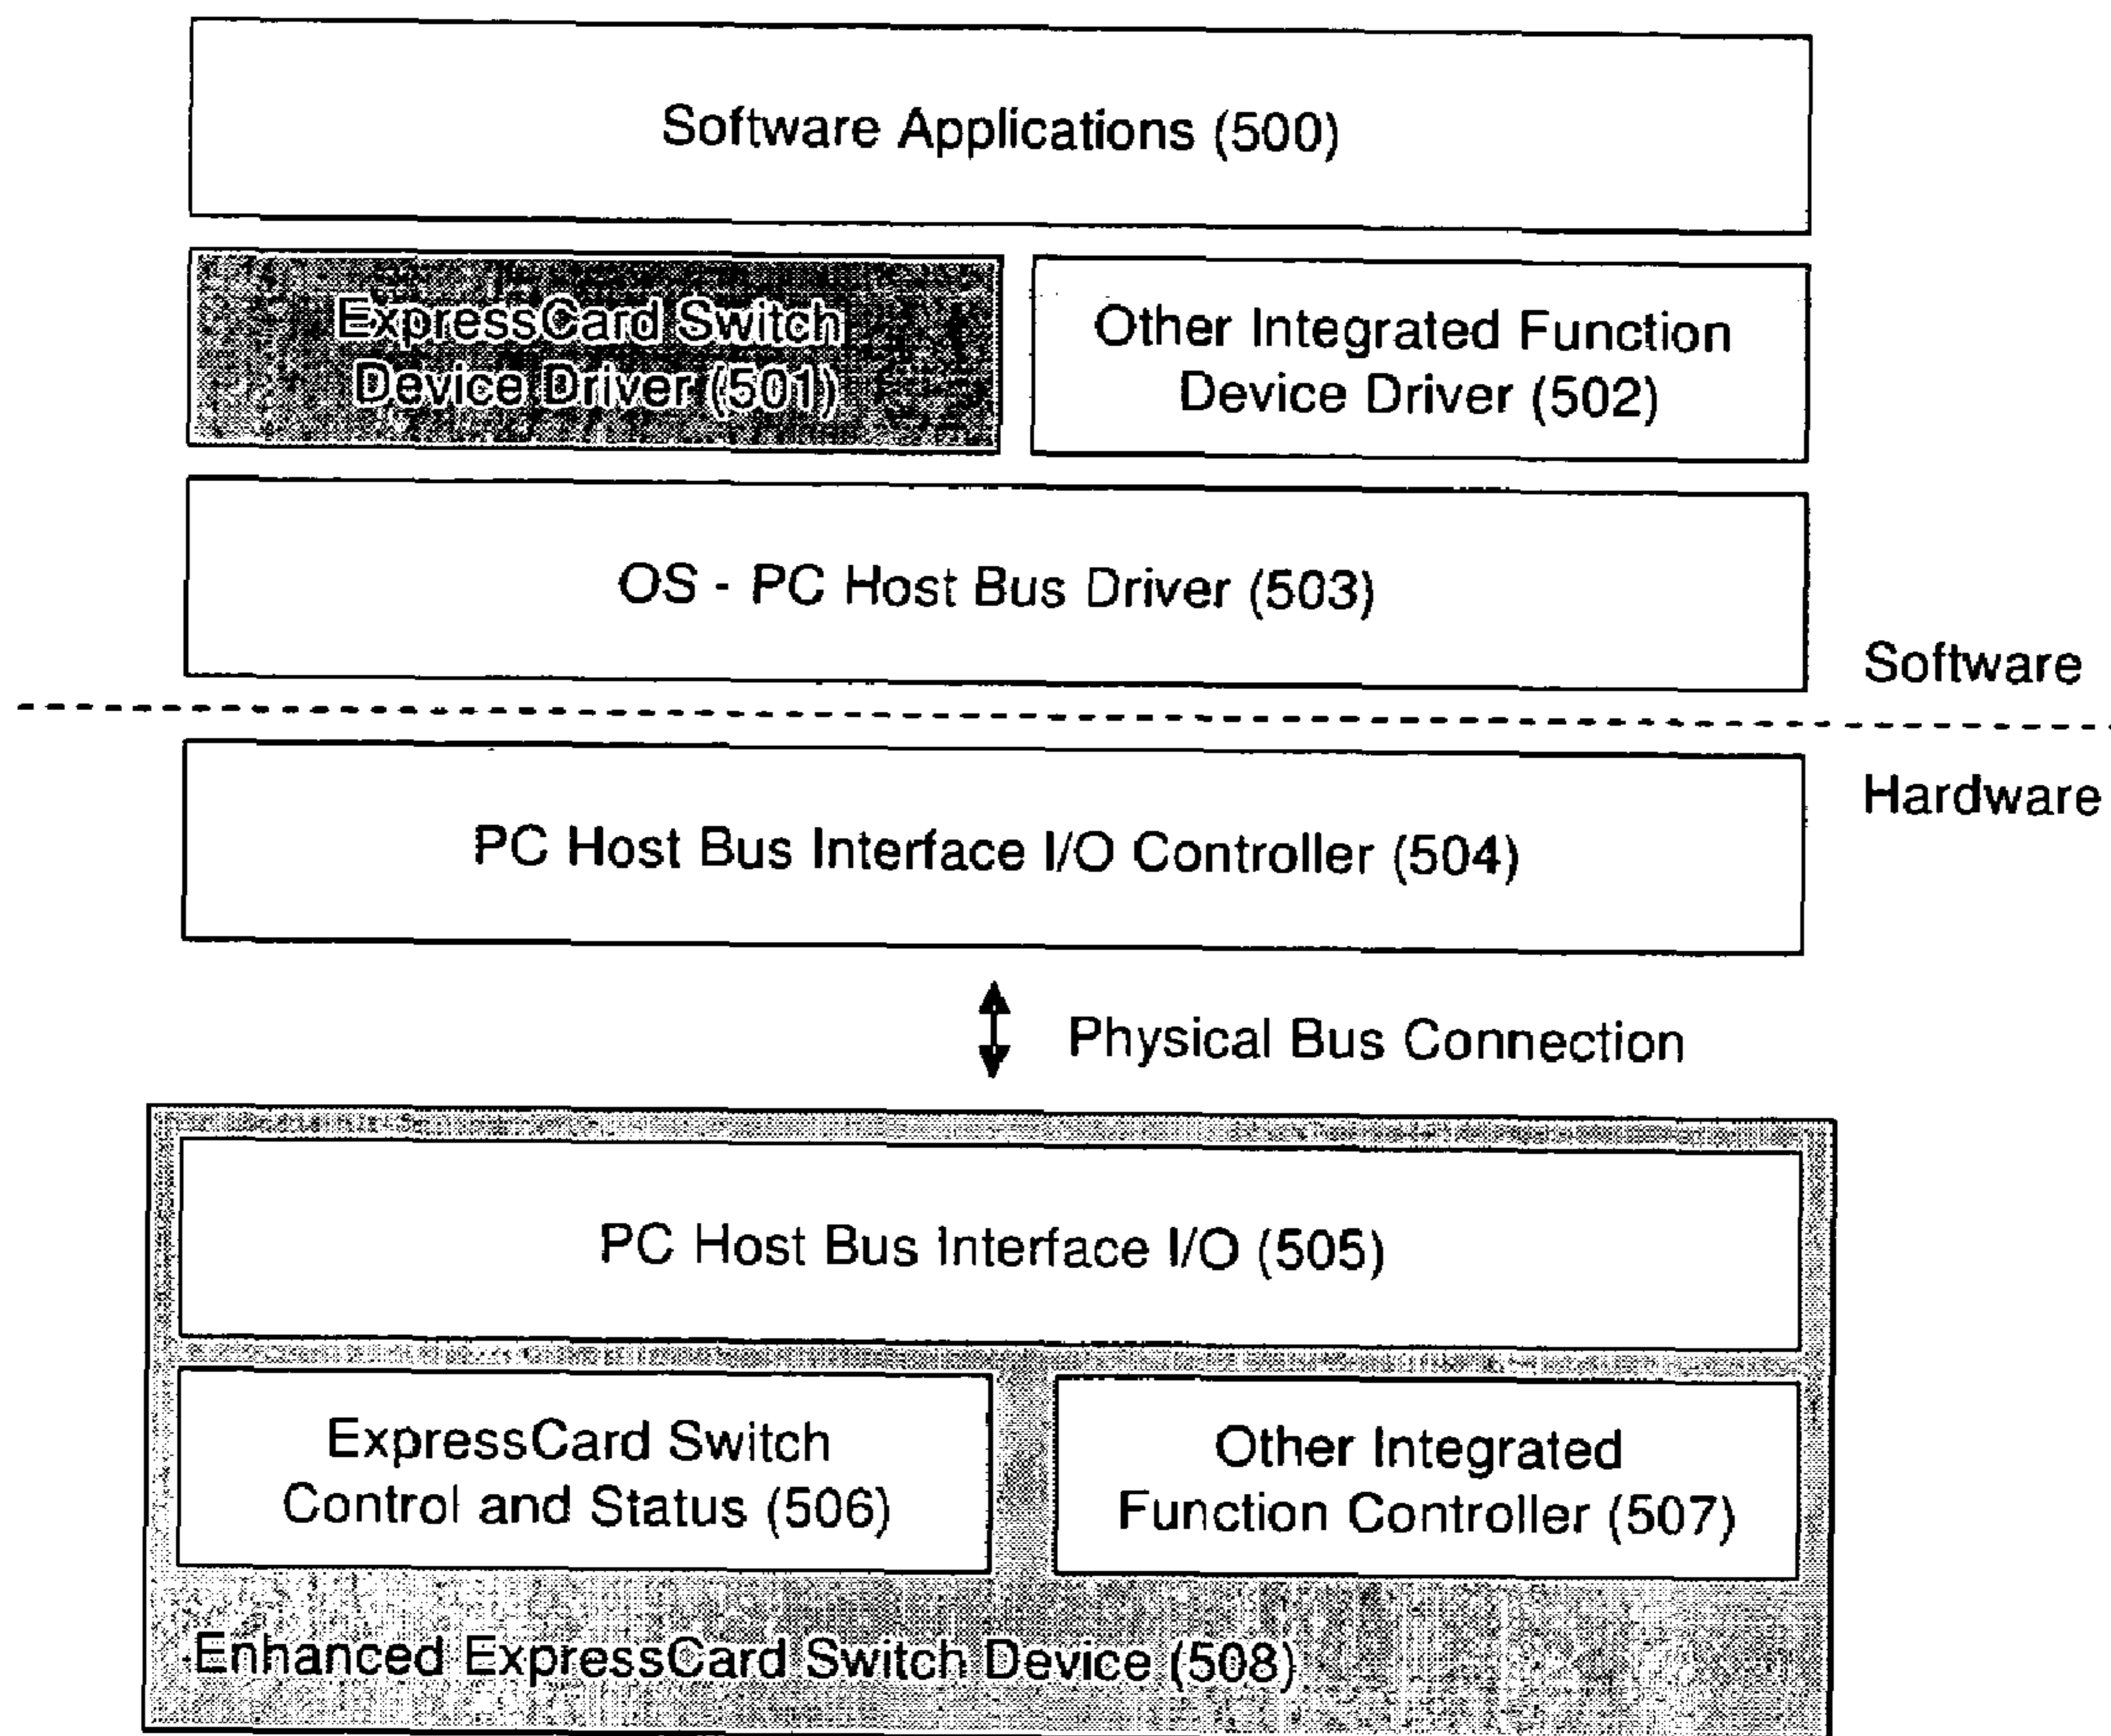 Software Applications (500)
ExpressCard Switch
Device Driver (501)
Other Integrated Function
Device Driver (502)
OS - PC Host Bus Driver (503)
Software
Hardware
PC Host Bus Interface I/O Controller (504)
Physical Bus Connection
PC Host Bus Interface I/O (505)
ExpressCard Switch
Control and Status (506)
Other Integrated
Function Controller (507)
Enhanced ExpressCard Switch Device (508)